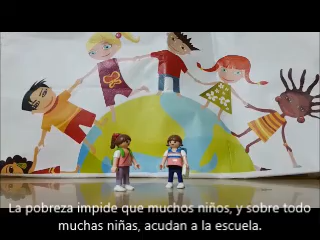 La pobreza impide que muchos niños, y sobre todo
muchas niñas, acudan a la escuela.